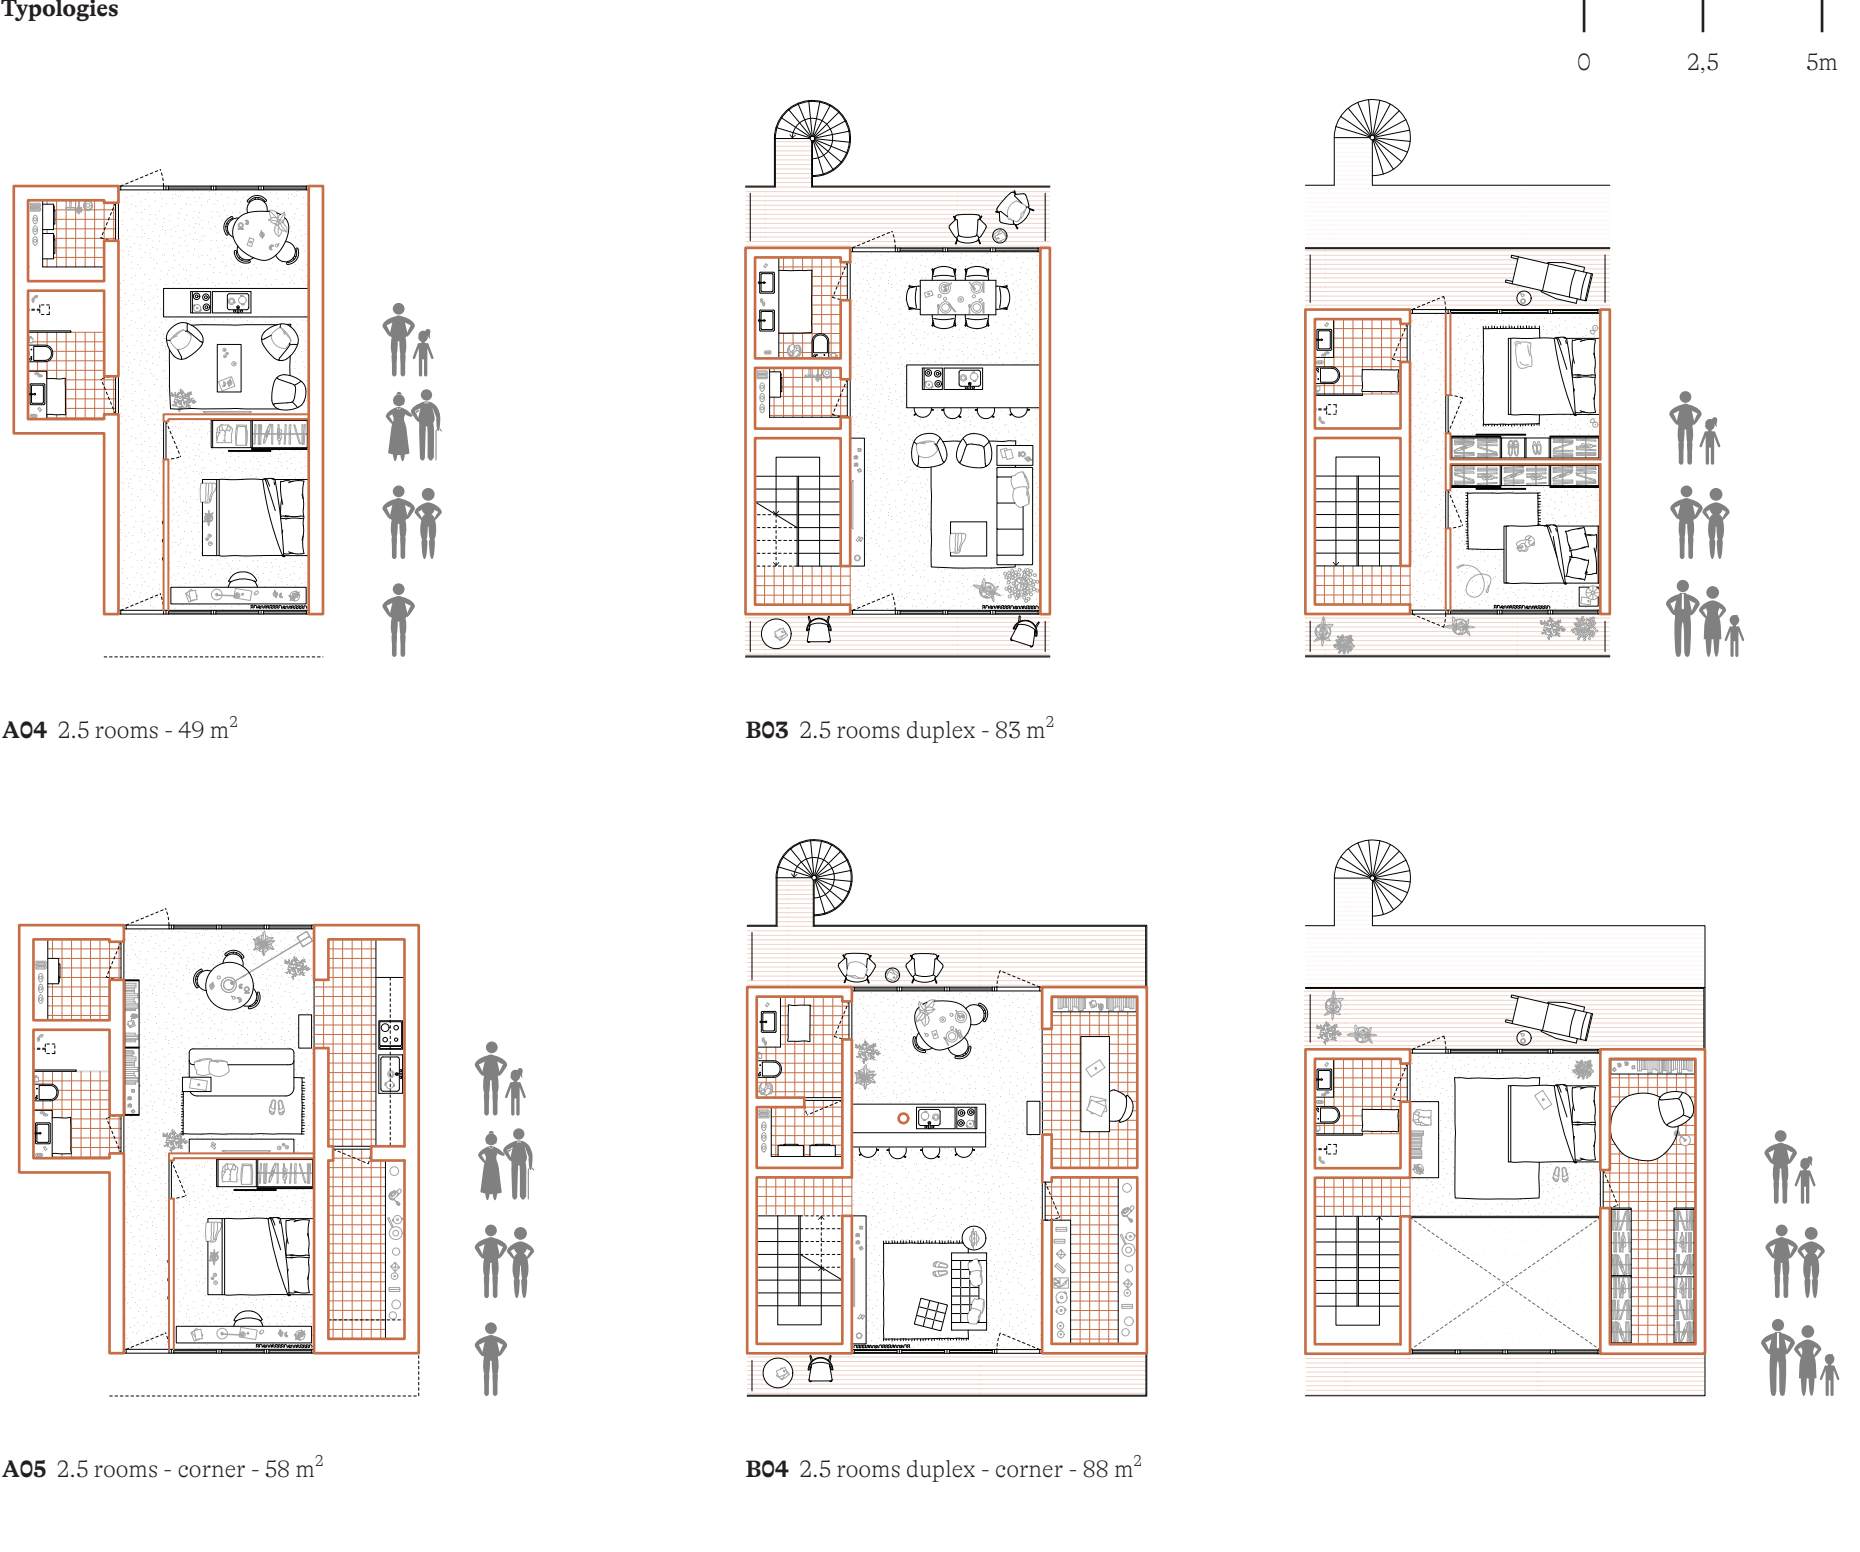 Typologies
0 2,5 5m
A04 2.5 rooms - 49 m²
B03 2.5 rooms duplex - 83 m²
A05 2.5 rooms - corner - 58 m²
B04 2.5 rooms duplex - corner - 88 m²